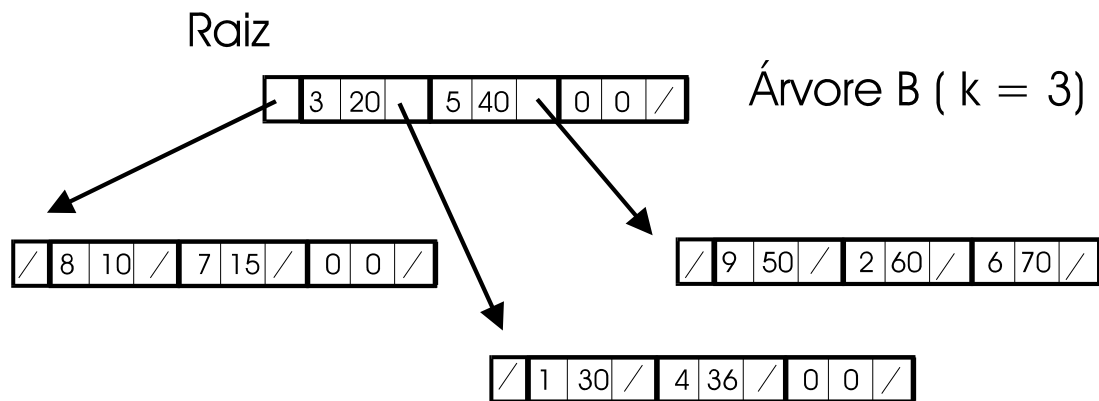 Raiz
3 20 5 40 0 0 /
Árvore B ( k = 3)
/ 8 10 / 7 15 / 0 0 /
/ 9 50 / 2 60 / 6 70 /
/ 1 30 / 4 36 / 0 0 /